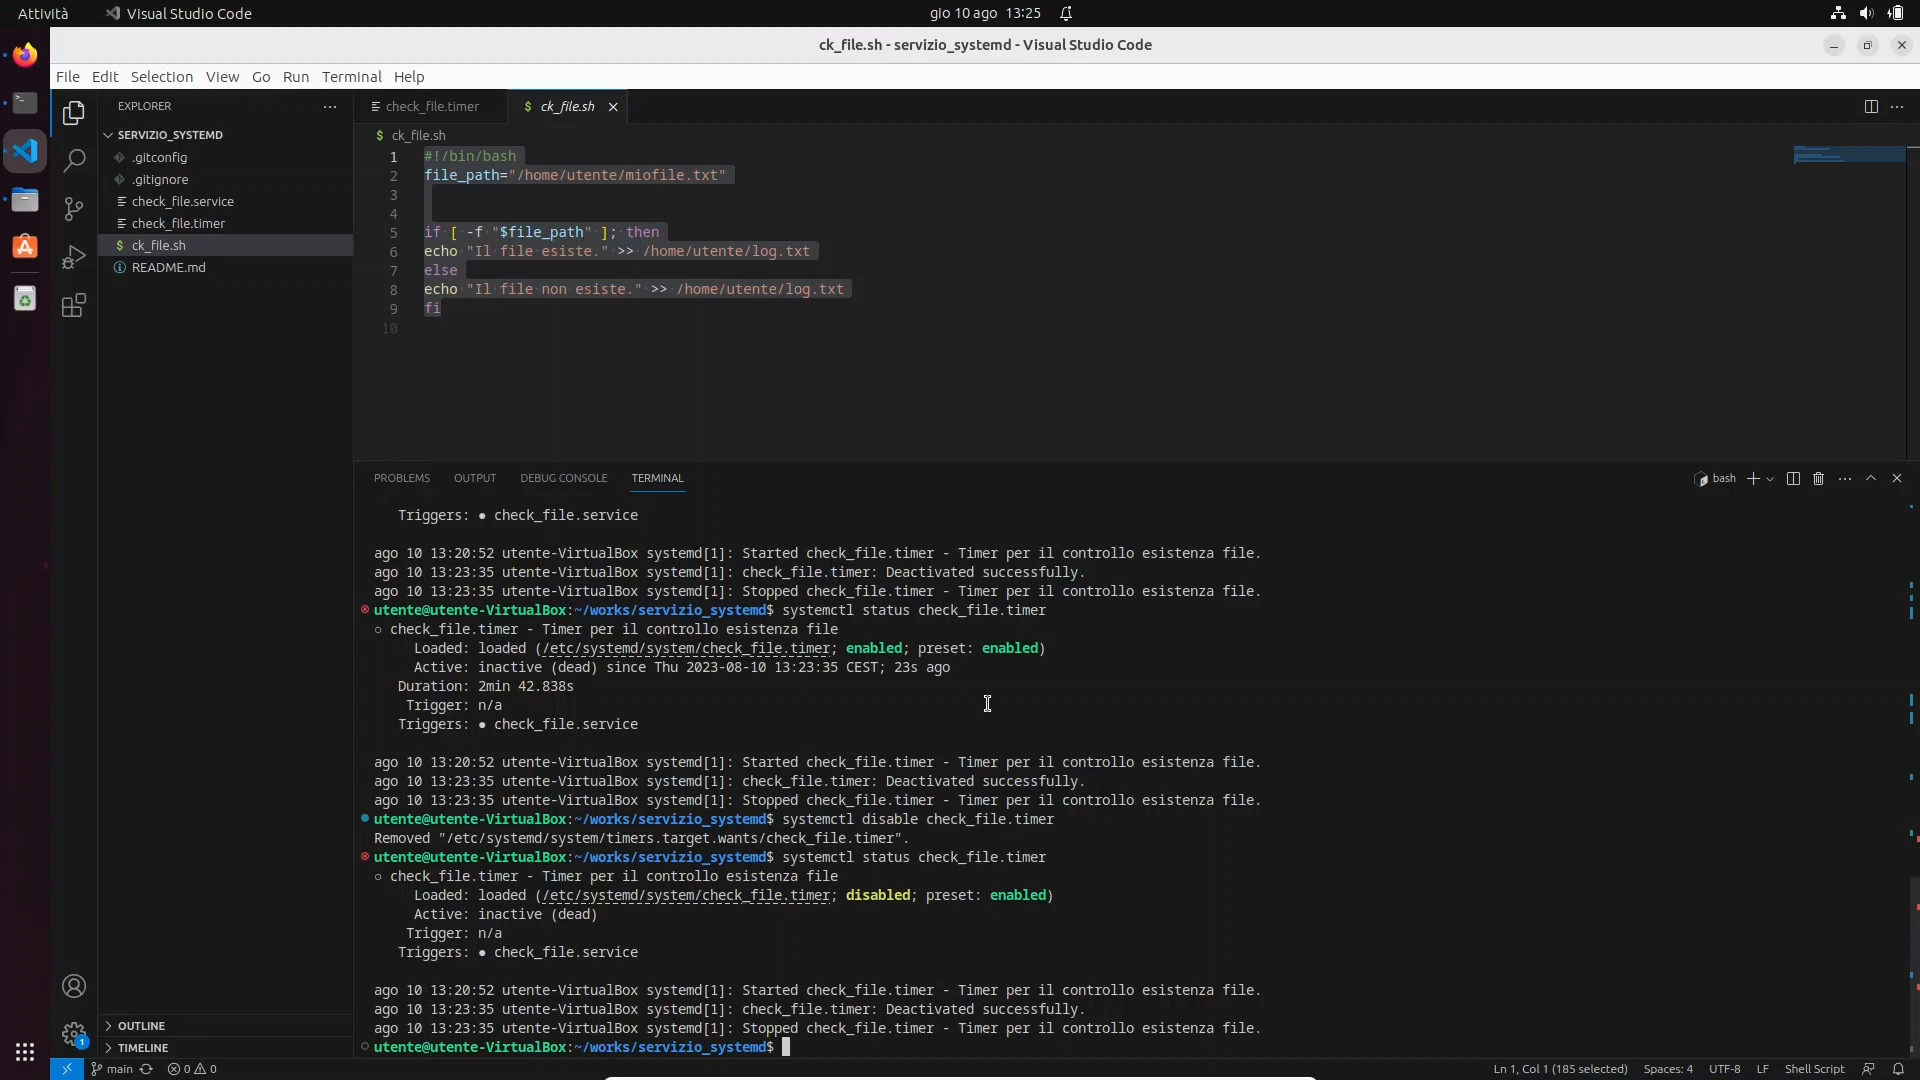 Attività
Visual Studio Code
gio 10 ago 13:25
ck_file.sh - servizio_systemd - Visual Studio Code
File Edit Selection View Go Run Terminal Help
EXPLORER
SERVIZIO_SYSTEMD
.gitconfig
.gitignore
check_file.service
check_file.timer
$ ck_file.sh
README.md
OUTLINE
TIMELINE
1
check_file.timer
$ ck_file.sh
$ ck_file.sh
1 #!/bin/bash
2 file_path="/home/utente/miofile.txt"
3
4
5 if [ -f "$file_path" ]; then
6 echo "Il file esiste." >> /home/utente/log.txt
7 else
8 echo "Il file non esiste." >> /home/utente/log.txt
9 fi
10
PROBLEMS OUTPUT DEBUG CONSOLE TERMINAL
bash
Triggers: ● check_file.service
ago 10 13:20:52 utente-VirtualBox systemd[1]: Started check_file.timer - Timer per il controllo esistenza file.
ago 10 13:23:35 utente-VirtualBox systemd[1]: check_file.timer: Deactivated successfully.
ago 10 13:23:35 utente-VirtualBox systemd[1]: Stopped check_file.timer - Timer per il controllo esistenza file.
utente@utente-VirtualBox:~/works/servizio_systemd$ systemctl status check_file.timer
○ check_file.timer - Timer per il controllo esistenza file
Loaded: loaded (/etc/systemd/system/check_file.timer; enabled; preset: enabled)
Active: inactive (dead) since Thu 2023-08-10 13:23:35 CEST; 23s ago
Duration: 2min 42.838s
Trigger: n/a
Triggers: ● check_file.service
ago 10 13:20:52 utente-VirtualBox systemd[1]: Started check_file.timer - Timer per il controllo esistenza file.
ago 10 13:23:35 utente-VirtualBox systemd[1]: check_file.timer: Deactivated successfully.
ago 10 13:23:35 utente-VirtualBox systemd[1]: Stopped check_file.timer - Timer per il controllo esistenza file.
utente@utente-VirtualBox:~/works/servizio_systemd$ systemctl disable check_file.timer
Removed "/etc/systemd/system/timers.target.wants/check_file.timer".
utente@utente-VirtualBox:~/works/servizio_systemd$ systemctl status check_file.timer
○ check_file.timer - Timer per il controllo esistenza file
Loaded: loaded (/etc/systemd/system/check_file.timer; disabled; preset: enabled)
Active: inactive (dead)
Trigger: n/a
Triggers: ● check_file.service
ago 10 13:20:52 utente-VirtualBox systemd[1]: Started check_file.timer - Timer per il controllo esistenza file.
ago 10 13:23:35 utente-VirtualBox systemd[1]: check_file.timer: Deactivated successfully.
ago 10 13:23:35 utente-VirtualBox systemd[1]: Stopped check_file.timer - Timer per il controllo esistenza file.
utente@utente-VirtualBox:~/works/servizio_systemd$
main 0 0
Ln 1, Col 1 (185 selected) Spaces: 4 UTF-8 LF Shell Script